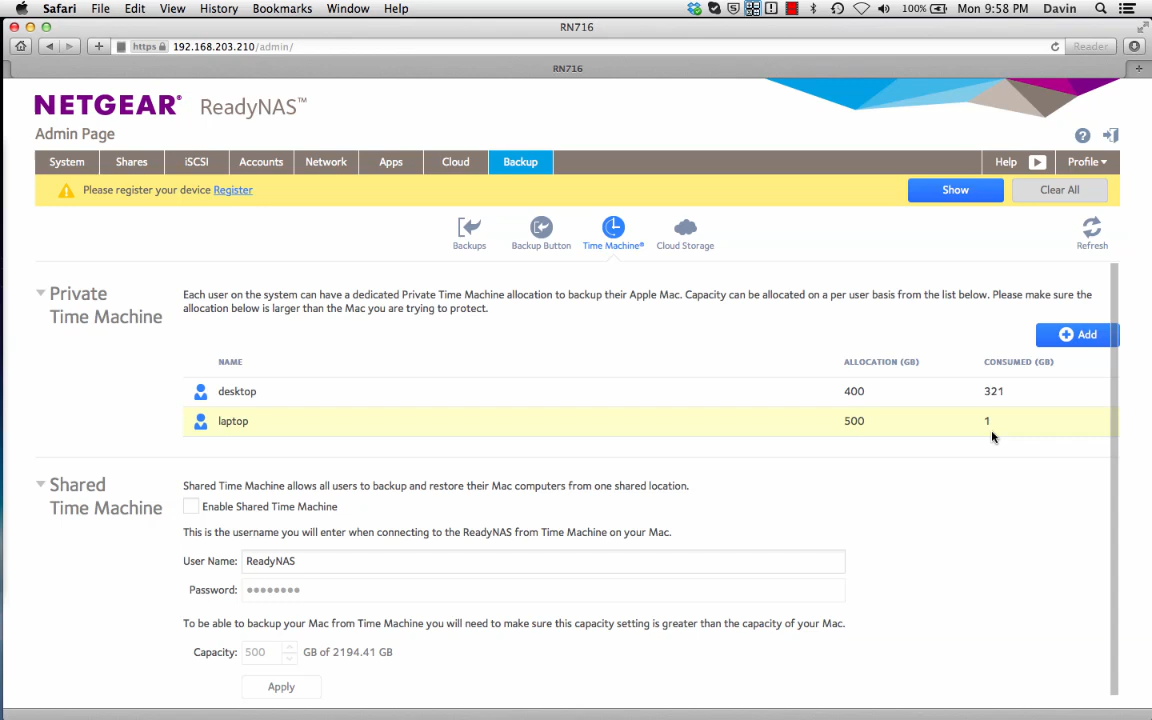 Safari File Edit View History Bookmarks Window Help 100% Mon 9:58 PM Davin
RN716
https 192.168.203.210/admin/ Reader
RN716
NETGEAR® ReadyNAS™
Admin Page
System Shares iSCSI Accounts Network Apps Cloud Backup Help Profile
Please register your device Register Show Clear All
Backups Backup Button Time Machine® Cloud Storage Refresh
Private
Time Machine
Each user on the system can have a dedicated Private Time Machine allocation to backup their Apple Mac. Capacity can be allocated on a per user basis from the list below. Please make sure the
allocation below is larger than the Mac you are trying to protect.
Add
NAME ALLOCATION (GB) CONSUMED (GB)
desktop 400 321
laptop 500 1
Shared
Time Machine
Shared Time Machine allows all users to backup and restore their Mac computers from one shared location.
Enable Shared Time Machine
This is the username you will enter when connecting to the ReadyNAS from Time Machine on your Mac.
User Name: ReadyNAS
Password: ••••••••
To be able to backup your Mac from Time Machine you will need to make sure this capacity setting is greater than the capacity of your Mac.
Capacity: 500 GB of 2194.41 GB
Apply